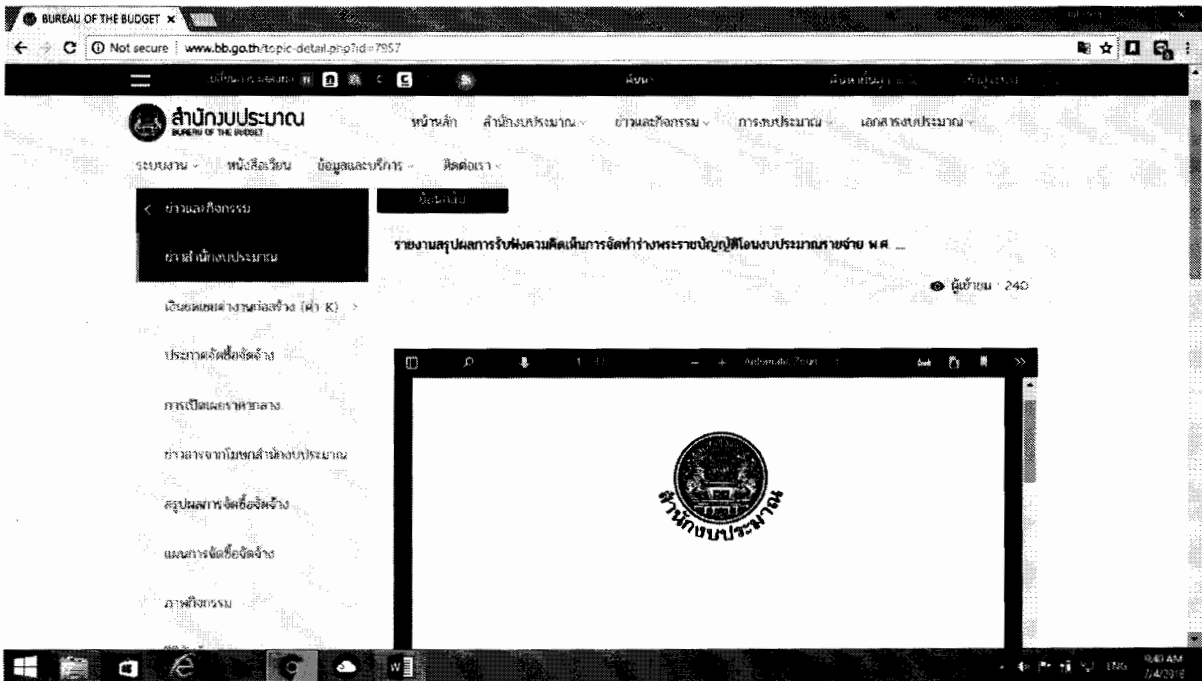 BUREAU OF THE BUDGET ×
Not secure | www.bb.go.th/topic-detail.php?id=7957
ค้นหา
สำนักงบประมาณ
BUREAU OF THE BUDGET
หน้าหลัก สำนักงบประมาณ ข่าวและกิจกรรม การงบประมาณ เอกสารงบประมาณ
ระบบงาน หนังสือเวียน ข้อมูลและบริการ ติดต่อเรา
ย้อนกลับ
< ข่าวและกิจกรรม
รายงานสรุปผลการรับฟังความคิดเห็นการจัดทำร่างพระราชบัญญัติโอนงบประมาณรายจ่าย พ.ศ. ...
ข่าวสำนักงบประมาณ
ผู้เข้าชม : 240
เงินชดเชยค่างานก่อสร้าง (ค่า K) >
ประกาศจัดซื้อจัดจ้าง
Automatic Zoom
การเปิดเผยราคากลาง
ข่าวสารจากโฆษกสำนักงบประมาณ
สรุปผลการจัดซื้อจัดจ้าง
สำนักงบประมาณ
แผนการจัดซื้อจัดจ้าง
ภาพกิจกรรม
ENG
9:40 AM
7/4/2018